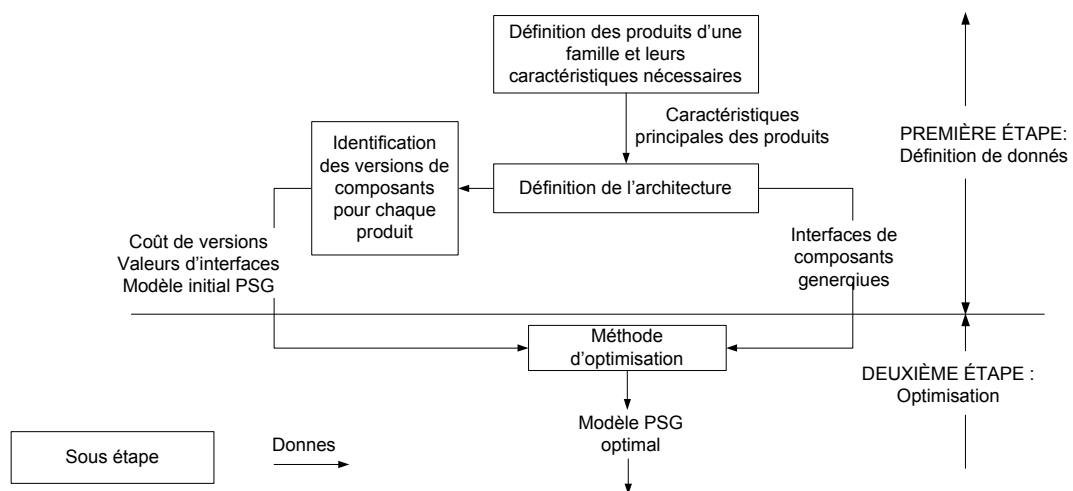 Définition des produits d'une
famille et leurs
caractéristiques nécessaires
Caractéristiques
principales des produits
PREMIÈRE ÉTAPE:
Définition de donnés
Identification
des versions de
composants
pour chaque
produit
Définition de l'architecture
Coût de versions
Valeurs d'interfaces
Modèle initial PSG
Interfaces de
composants
generqiues
Méthode
d'optimisation
DEUXIÈME ÉTAPE :
Optimisation
Modèle PSG
optimal
Sous étape
Donnes